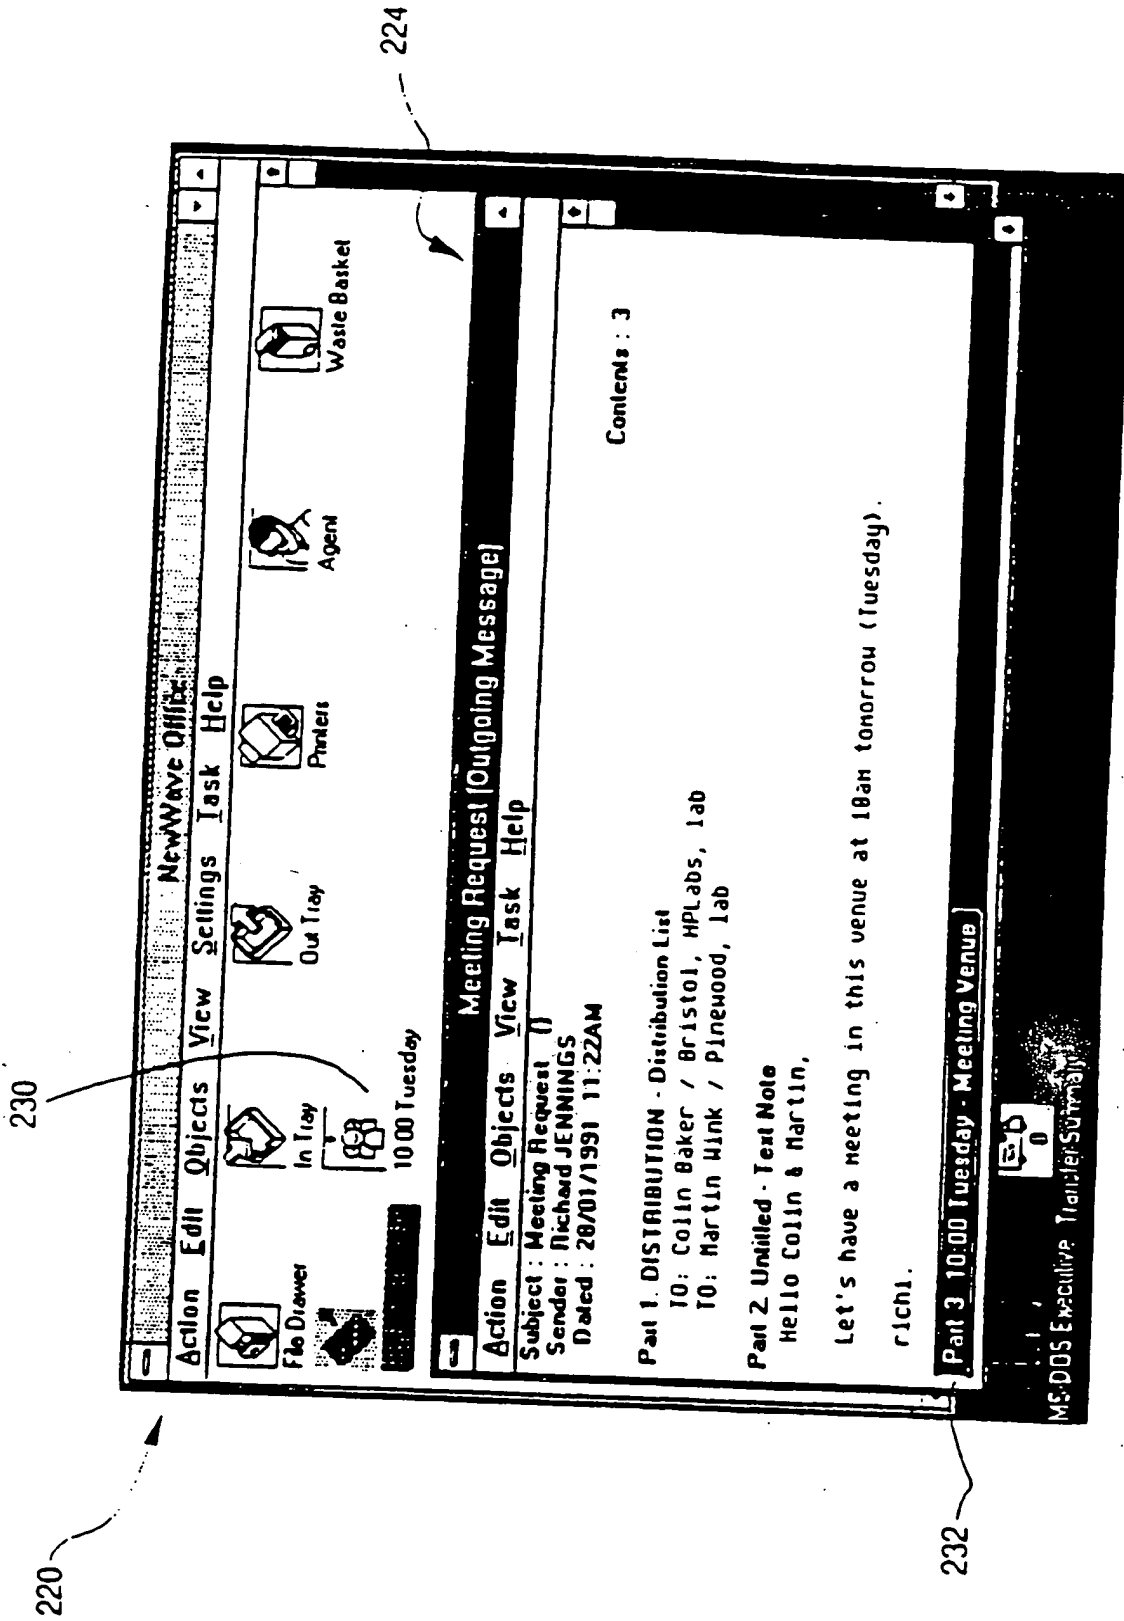 220
230
224
NewWave Office
Action Edit Objects View Settings Task Help
File Drawer
In Tray
Out Tray
Printers
Agent
Waste Basket
10 00 Tuesday
Meeting Request (Outgoing Message)
Action Edit Objects View Task Help
Subject : Meeting Request ()
Sender : Richard JENNINGS
Dated : 28/01/1991 11:22AM
Contents : 3
Part 1. DISTRIBUTION - Distribution List
TO: Colin Baker / Bristol, HPLabs, lab
TO: Martin Wink / Pinewood, lab
Part 2. Untitled - Text Note
Hello Colin & Martin,
Let's have a meeting in this venue at 10am tomorrow (Tuesday).
richi.
Part 3 10:00 Tuesday - Meeting Venue
0
MS-DOS Executive Transfer Summary
232